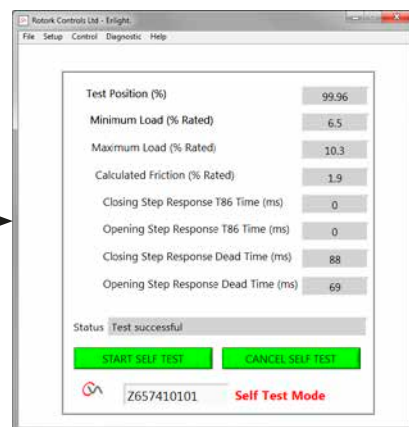 Rotork Controls Ltd - Enlight.
File Setup Control Diagnostic Help
Test Position (%) 99.96
Minimum Load (% Rated) 6.5
Maximum Load (% Rated) 10.3
Calculated Friction (% Rated) 1.9
Closing Step Response T86 Time (ms) 0
Opening Step Response T86 Time (ms) 0
Closing Step Response Dead Time (ms) 88
Opening Step Response Dead Time (ms) 69
Status Test successful
START SELF TEST CANCEL SELF TEST
Z657410101 Self Test Mode